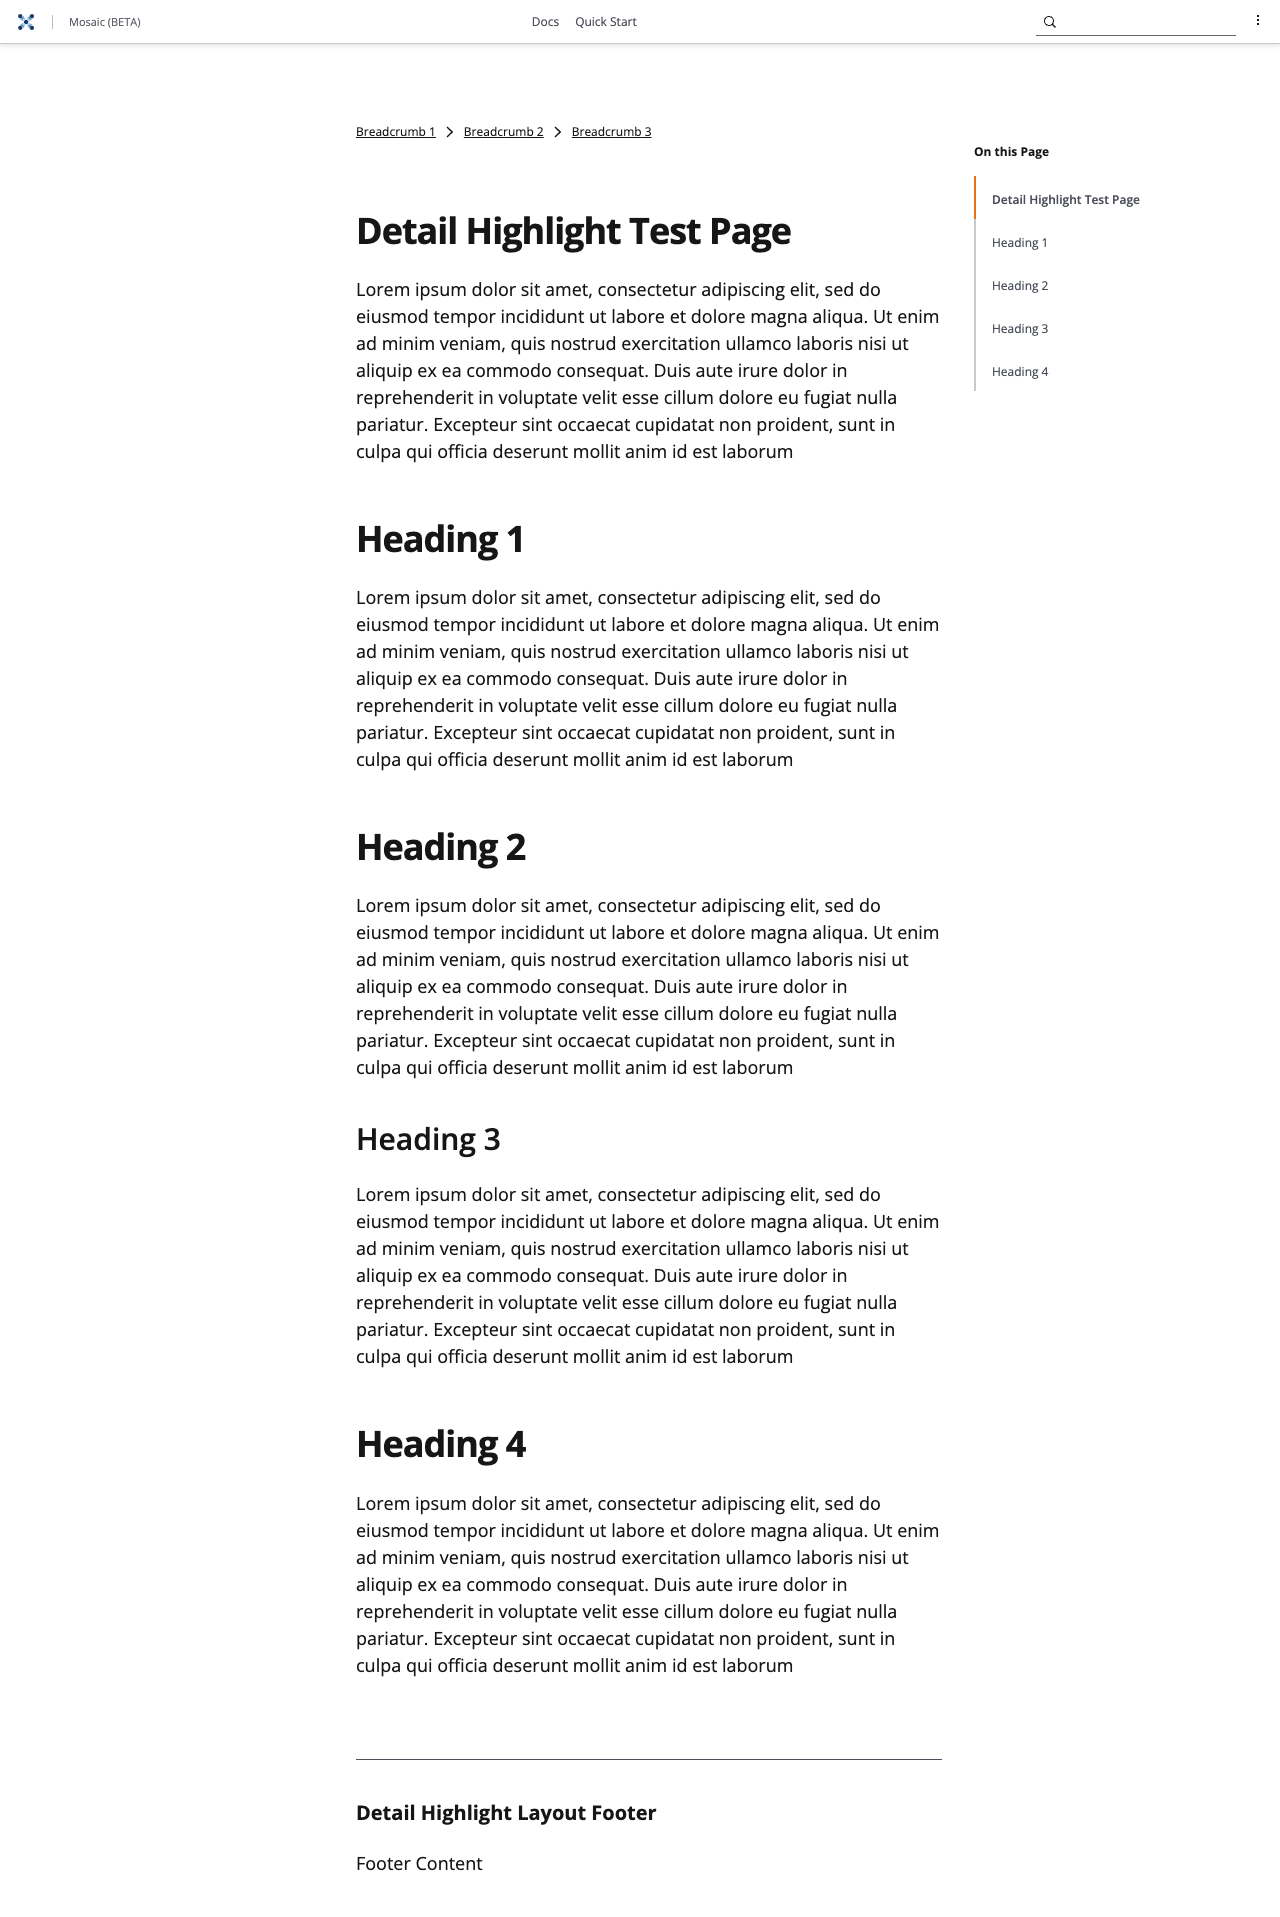 Mosaic (BETA)
Docs
Quick Start
Breadcrumb 1
Breadcrumb 2
Breadcrumb 3
On this Page
Detail Highlight Test Page
Heading 1
Heading 2
Heading 3
Heading 4
Detail Highlight Test Page
Lorem ipsum dolor sit amet, consectetur adipiscing elit, sed do
eiusmod tempor incididunt ut labore et dolore magna aliqua. Ut enim
ad minim veniam, quis nostrud exercitation ullamco laboris nisi ut
aliquip ex ea commodo consequat. Duis aute irure dolor in
reprehenderit in voluptate velit esse cillum dolore eu fugiat nulla
pariatur. Excepteur sint occaecat cupidatat non proident, sunt in
culpa qui officia deserunt mollit anim id est laborum
Heading 1
Lorem ipsum dolor sit amet, consectetur adipiscing elit, sed do
eiusmod tempor incididunt ut labore et dolore magna aliqua. Ut enim
ad minim veniam, quis nostrud exercitation ullamco laboris nisi ut
aliquip ex ea commodo consequat. Duis aute irure dolor in
reprehenderit in voluptate velit esse cillum dolore eu fugiat nulla
pariatur. Excepteur sint occaecat cupidatat non proident, sunt in
culpa qui officia deserunt mollit anim id est laborum
Heading 2
Lorem ipsum dolor sit amet, consectetur adipiscing elit, sed do
eiusmod tempor incididunt ut labore et dolore magna aliqua. Ut enim
ad minim veniam, quis nostrud exercitation ullamco laboris nisi ut
aliquip ex ea commodo consequat. Duis aute irure dolor in
reprehenderit in voluptate velit esse cillum dolore eu fugiat nulla
pariatur. Excepteur sint occaecat cupidatat non proident, sunt in
culpa qui officia deserunt mollit anim id est laborum
Heading 3
Lorem ipsum dolor sit amet, consectetur adipiscing elit, sed do
eiusmod tempor incididunt ut labore et dolore magna aliqua. Ut enim
ad minim veniam, quis nostrud exercitation ullamco laboris nisi ut
aliquip ex ea commodo consequat. Duis aute irure dolor in
reprehenderit in voluptate velit esse cillum dolore eu fugiat nulla
pariatur. Excepteur sint occaecat cupidatat non proident, sunt in
culpa qui officia deserunt mollit anim id est laborum
Heading 4
Lorem ipsum dolor sit amet, consectetur adipiscing elit, sed do
eiusmod tempor incididunt ut labore et dolore magna aliqua. Ut enim
ad minim veniam, quis nostrud exercitation ullamco laboris nisi ut
aliquip ex ea commodo consequat. Duis aute irure dolor in
reprehenderit in voluptate velit esse cillum dolore eu fugiat nulla
pariatur. Excepteur sint occaecat cupidatat non proident, sunt in
culpa qui officia deserunt mollit anim id est laborum
Detail Highlight Layout Footer
Footer Content